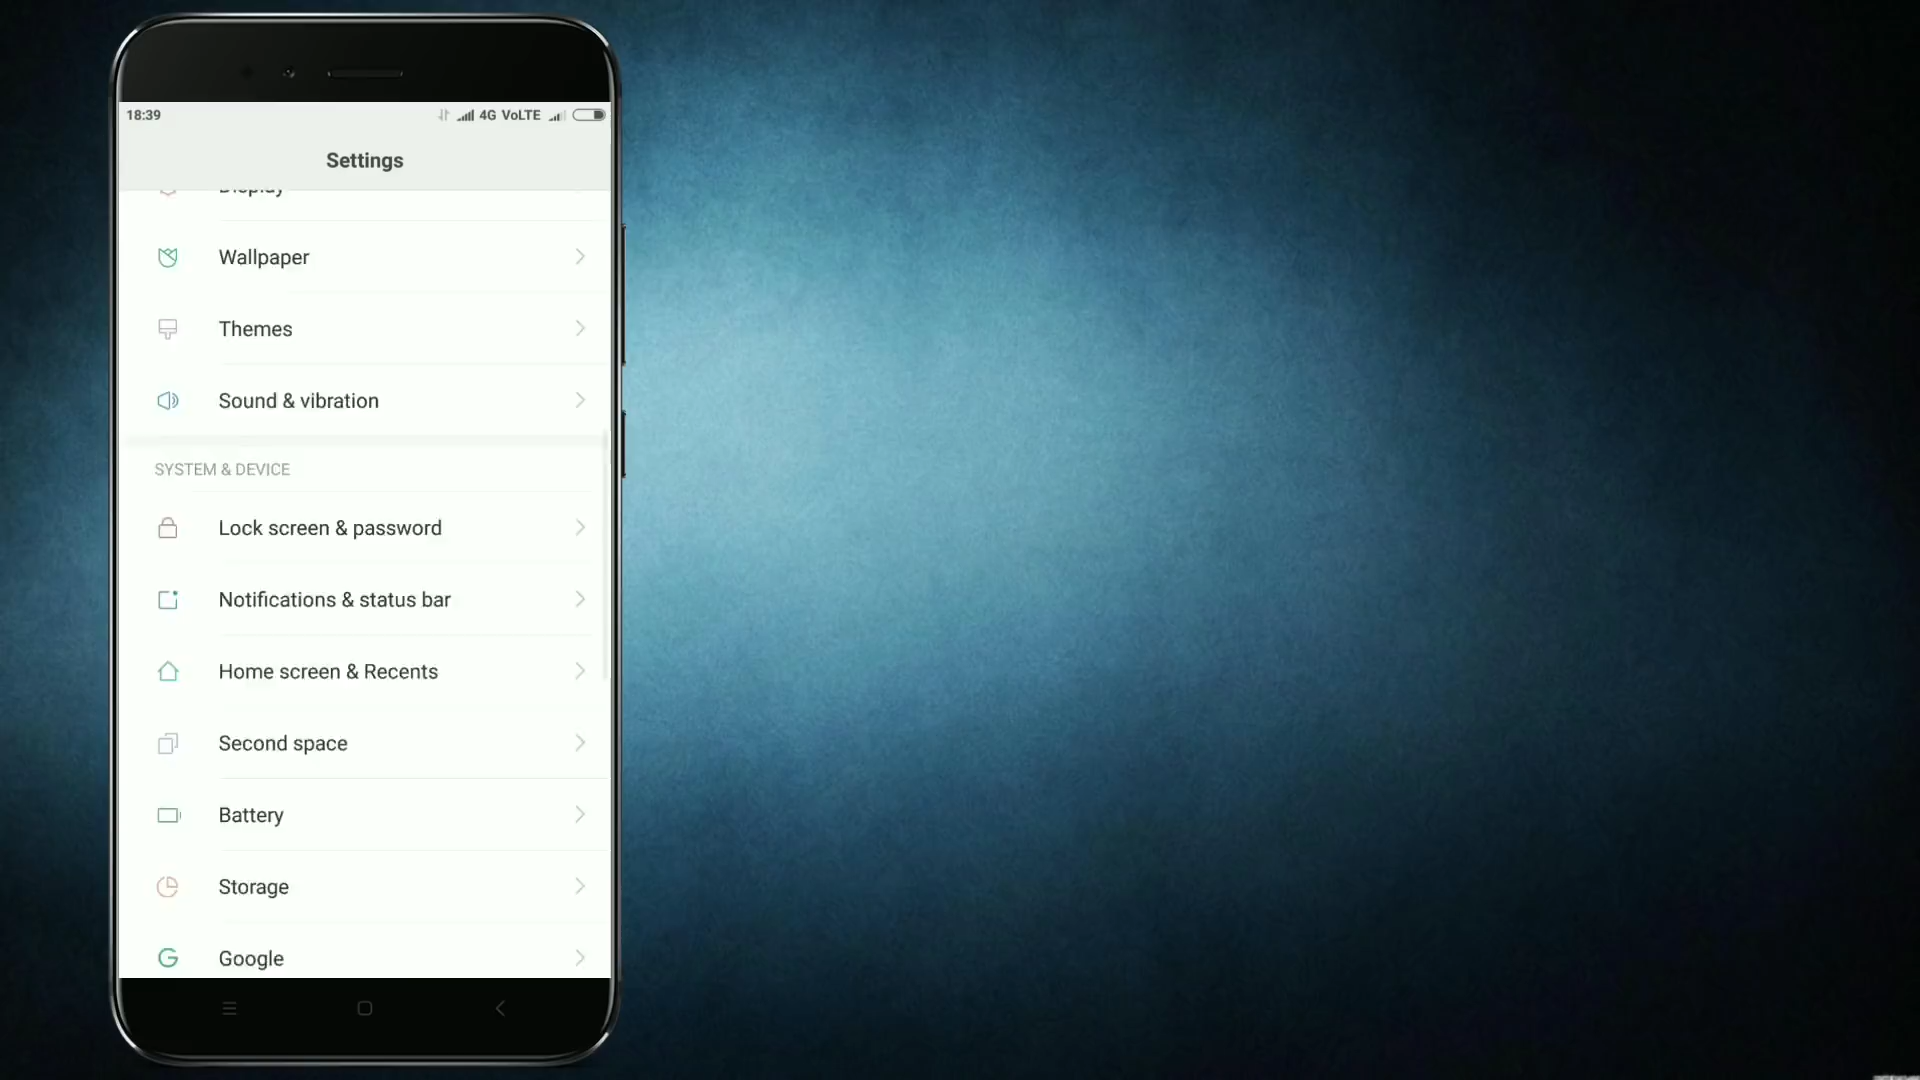 18:39 4G VoLTE
Settings
Display
Wallpaper
Themes
Sound & vibration
SYSTEM & DEVICE
Lock screen & password
Notifications & status bar
Home screen & Recents
Second space
Battery
Storage
Google